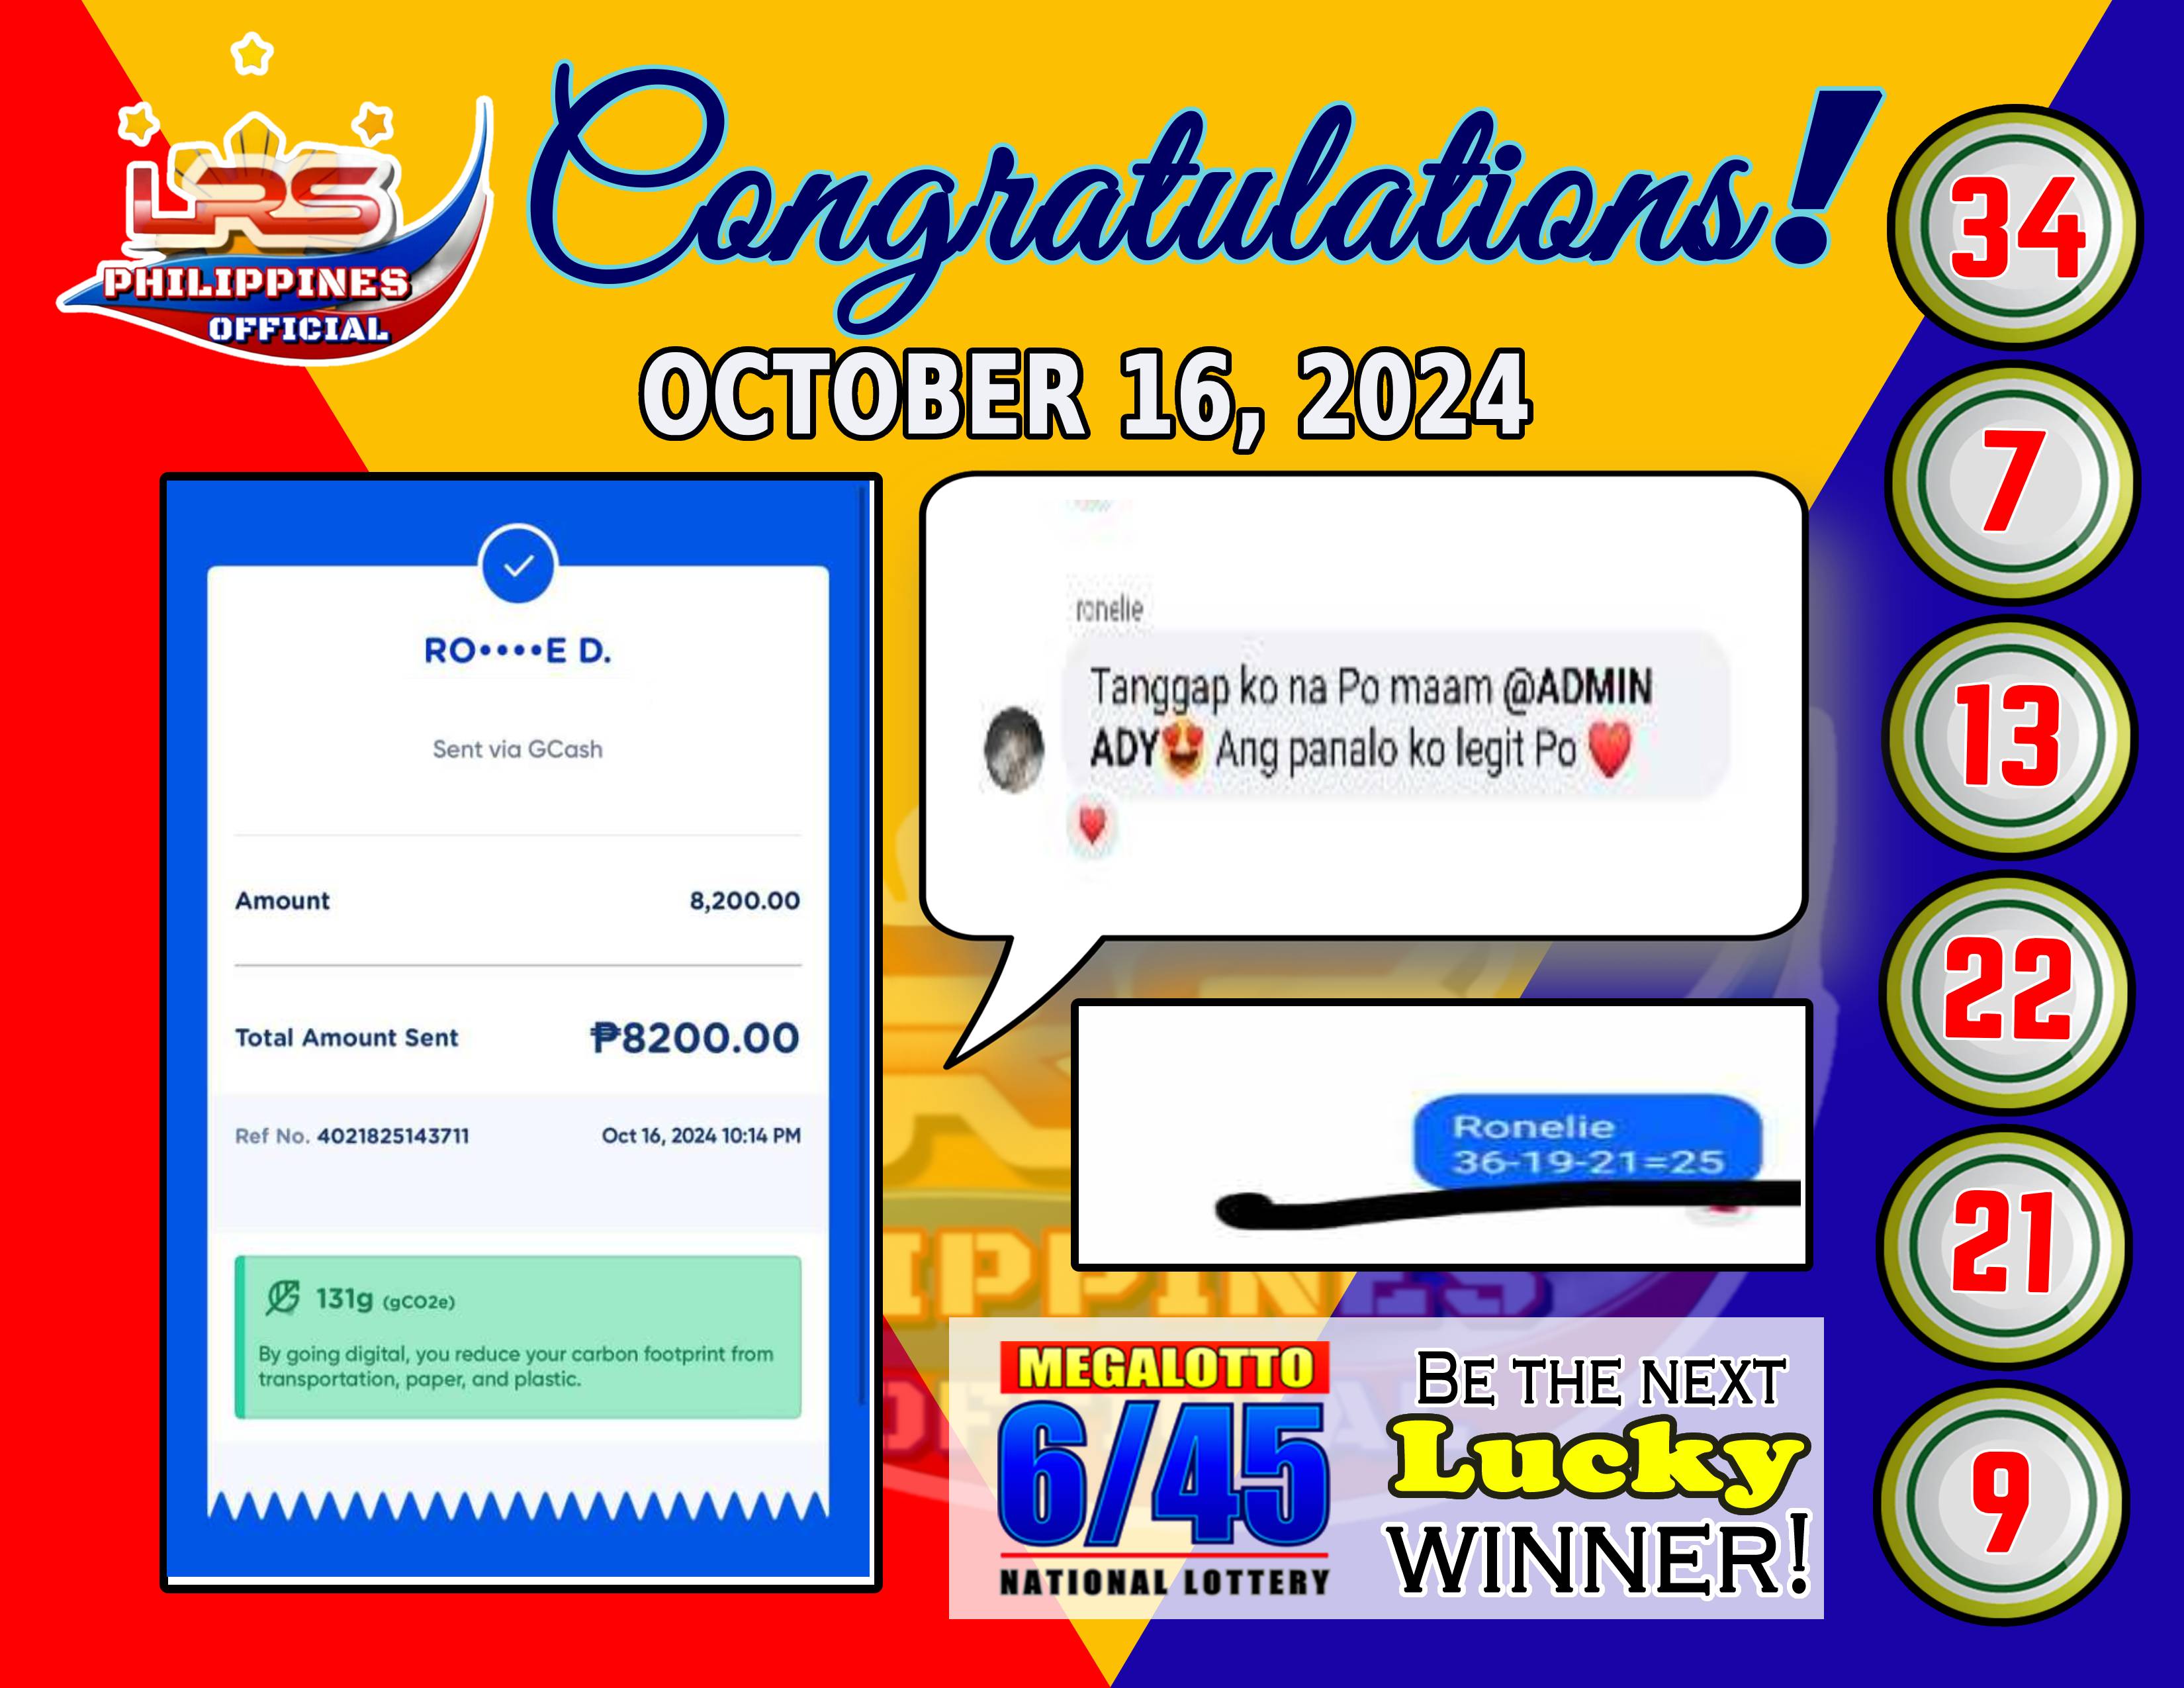 LRS
PHILIPPINES
OFFICIAL
Congratulations!
OCTOBER 16, 2024
RO••••E D.
Sent via GCash
Amount 8,200.00
Total Amount Sent ₱8200.00
Ref No. 4021825143711 Oct 16, 2024 10:14 PM
131g (gCO2e)
By going digital, you reduce your carbon footprint from
transportation, paper, and plastic.
ronelie
Tanggap ko na Po maam @ADMIN
ADY😍 Ang panalo ko legit Po ❤️
❤️
Ronelie
36-19-21=25
MEGALOTTO
6/45
NATIONAL LOTTERY
BE THE NEXT
Lucky
WINNER!
34
7
13
22
21
9